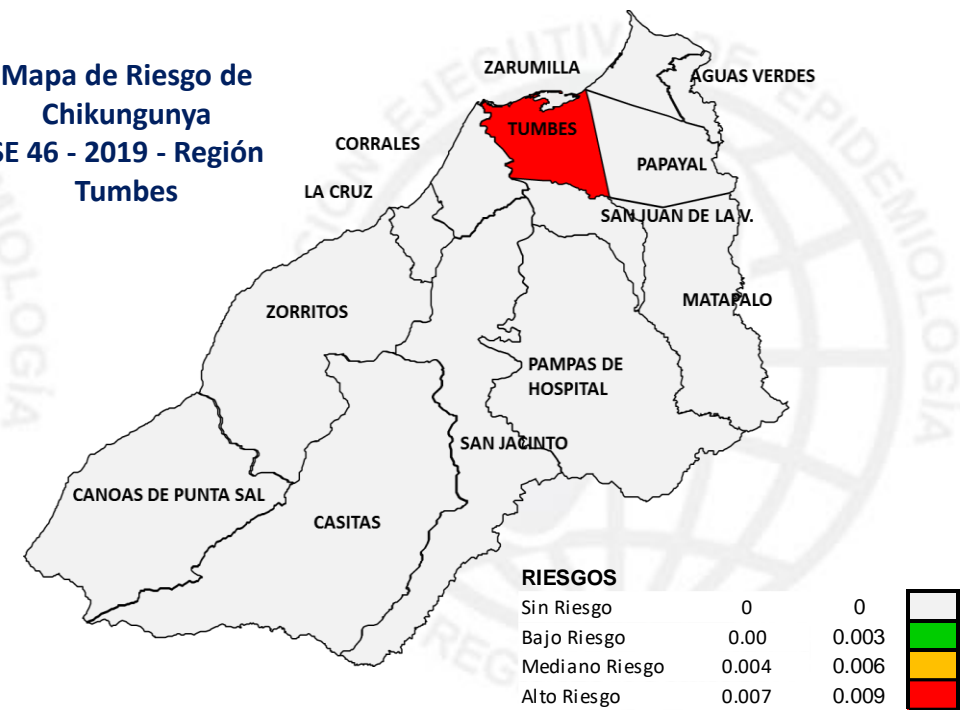 Mapa de Riesgo de
Chikungunya
SE 46 - 2019 - Región
Tumbes
ZARUMILLA
AGUAS VERDES
TUMBES
CORRALES
PAPAYAL
LA CRUZ
SAN JUAN DE LA V.
MATAPALO
ZORRITOS
PAMPAS DE
HOSPITAL
SAN JACINTO
CANOAS DE PUNTA SAL
CASITAS
RIESGOS
Sin Riesgo 0 0
Bajo Riesgo 0.00 0.003
Mediano Riesgo 0.004 0.006
Alto Riesgo 0.007 0.009